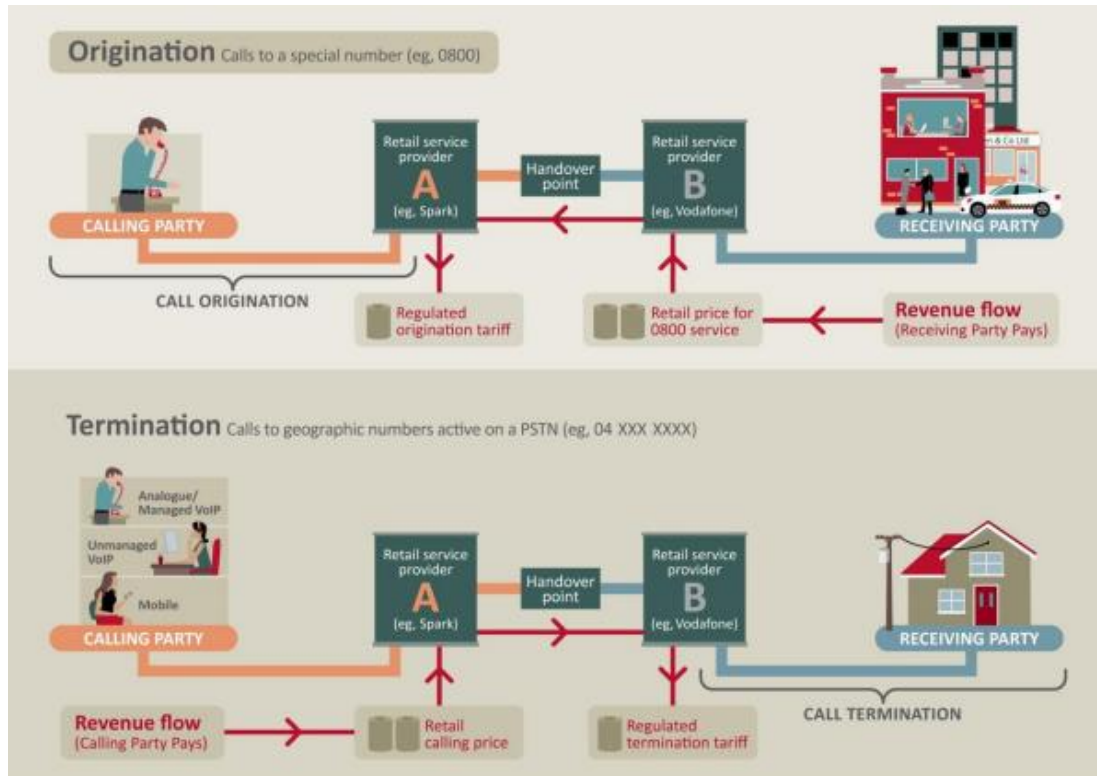 Origination Calls to a special number (eg, 0800)
Retail service
provider
A
(eg, Spark)
Handover
point
Retail service
provider
B
(eg, Vodafone)
n & Co Ltd
CALLING PARTY
RECEIVING PARTY
CALL ORIGINATION
Regulated
origination tariff
Retail price for
0800 service
Revenue flow
(Receiving Party Pays)
Termination Calls to geographic numbers active on a PSTN (eg, 04 XXX XXXX)
Analogue/
Managed VoIP
Unmanaged
VoIP
Mobile
CALLING PARTY
Retail service
provider
A
(eg, Spark)
Handover
point
Retail service
provider
B
(eg, Vodafone)
RECEIVING PARTY
CALL TERMINATION
Revenue flow
(Calling Party Pays)
Retail
calling price
Regulated
termination tariff